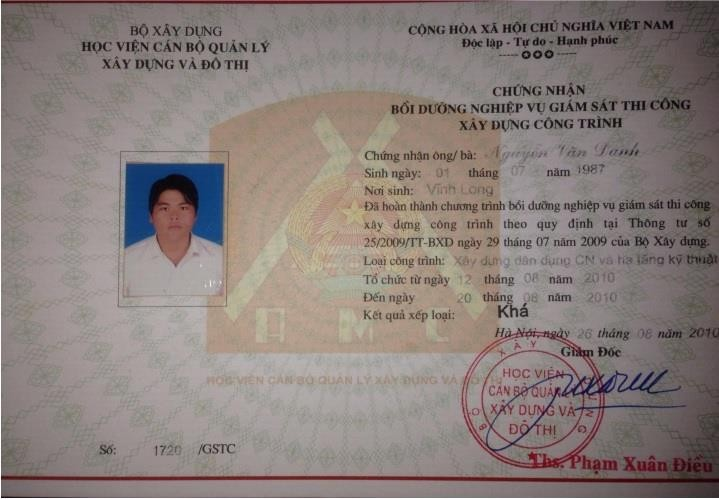 BỘ XÂY DỰNG
HỌC VIỆN CÁN BỘ QUẢN LÝ
XÂY DỰNG VÀ ĐÔ THỊ
CỘNG HÒA XÃ HỘI CHỦ NGHĨA VIỆT NAM
Độc lập - Tự do - Hạnh phúc
CHỨNG NHẬN
BỒI DƯỠNG NGHIỆP VỤ GIÁM SÁT THI CÔNG
XÂY DỰNG CÔNG TRÌNH
Chứng nhận ông/ bà: Nguyễn Văn Danh
Sinh ngày: 01 tháng 07 năm 1987
Nơi sinh: Vĩnh Long
Đã hoàn thành chương trình bồi dưỡng nghiệp vụ giám sát thi công
xây dựng công trình theo quy định tại Thông tư số
25/2009/TT-BXD ngày 29 tháng 07 năm 2009 của Bộ Xây dựng.
Loại công trình: Xây dựng dân dụng CN và hạ tầng kỹ thuật
Tổ chức từ ngày 12 tháng 08 năm 2010
Đến ngày 20 tháng 08 năm 2010
Kết quả xếp loại: Khá
Hà Nội, ngày 26 tháng 08 năm 2010
Giám Đốc
HỌC VIỆN CÁN BỘ QUẢN LÝ XÂY DỰNG VÀ ĐÔ THỊ
BỘ XÂY DỰNG
HỌC VIỆN
CÁN BỘ QUẢN
XÂY DỰNG VÀ
ĐÔ THỊ
Số: 1720 /GSTC
Ths. Phạm Xuân Điều